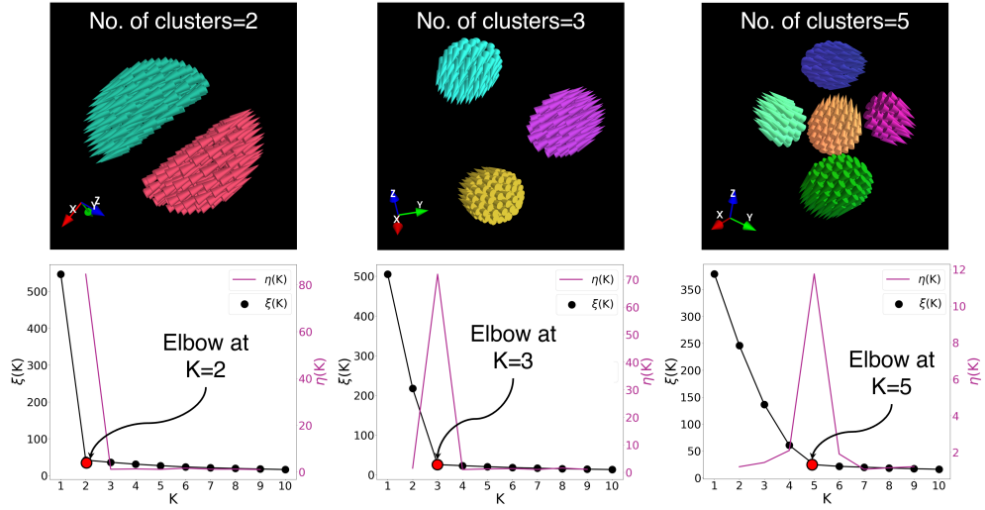 No. of clusters=2
X
Y
Z
No. of clusters=3
Z
Y
X
No. of clusters=5
Z
X
Y
η(K)
ξ(K)
Elbow at
K=2
ξ(K)
η(K)
500
400
300
200
100
0
80
60
40
20
0
1 2 3 4 5 6 7 8 9 10
K
η(K)
ξ(K)
Elbow at
K=3
ξ(K)
η(K)
500
400
300
200
100
0
70
60
50
40
30
20
10
0
1 2 3 4 5 6 7 8 9 10
K
η(K)
ξ(K)
Elbow at
K=5
ξ(K)
η(K)
350
300
250
200
150
100
50
0
12
10
8
6
4
2
1 2 3 4 5 6 7 8 9 10
K